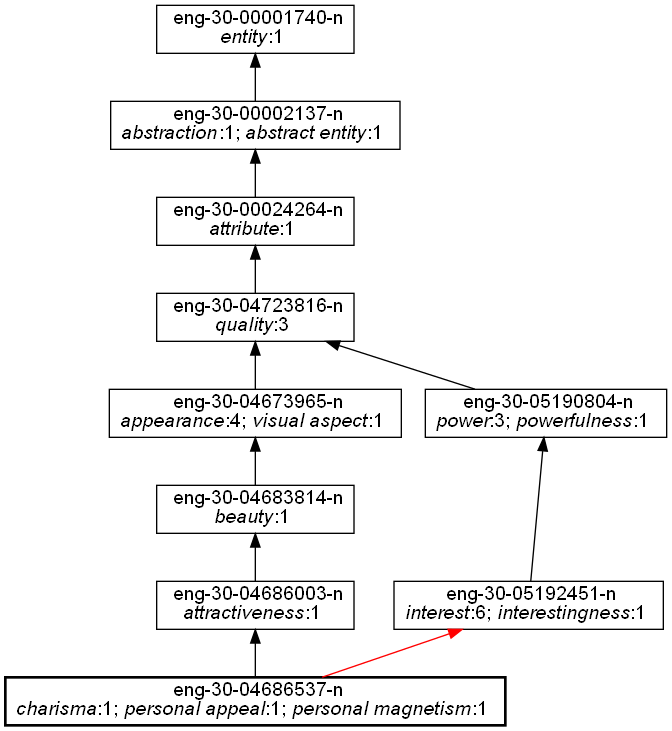 eng-30-00001740-n
entity:1
eng-30-00002137-n
abstraction:1; abstract entity:1
eng-30-00024264-n
attribute:1
eng-30-04723816-n
quality:3
eng-30-04673965-n
appearance:4; visual aspect:1
eng-30-05190804-n
power:3; powerfulness:1
eng-30-04683814-n
beauty:1
eng-30-04686003-n
attractiveness:1
eng-30-05192451-n
interest:6; interestingness:1
eng-30-04686537-n
charisma:1; personal appeal:1; personal magnetism:1